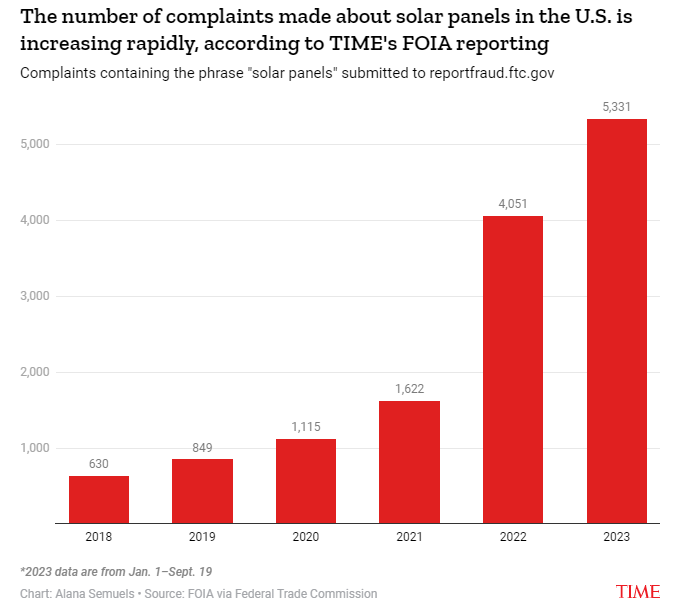 The number of complaints made about solar panels in the U.S. is
increasing rapidly, according to TIME's FOIA reporting
Complaints containing the phrase "solar panels" submitted to reportfraud.ftc.gov
5,331
5,000
4,051
4,000
3,000
2,000
1,622
1,115
1,000
849
630
2018 2019 2020 2021 2022 2023
*2023 data are from Jan. 1–Sept. 19
Chart: Alana Semuels • Source: FOIA via Federal Trade Commission
TIME